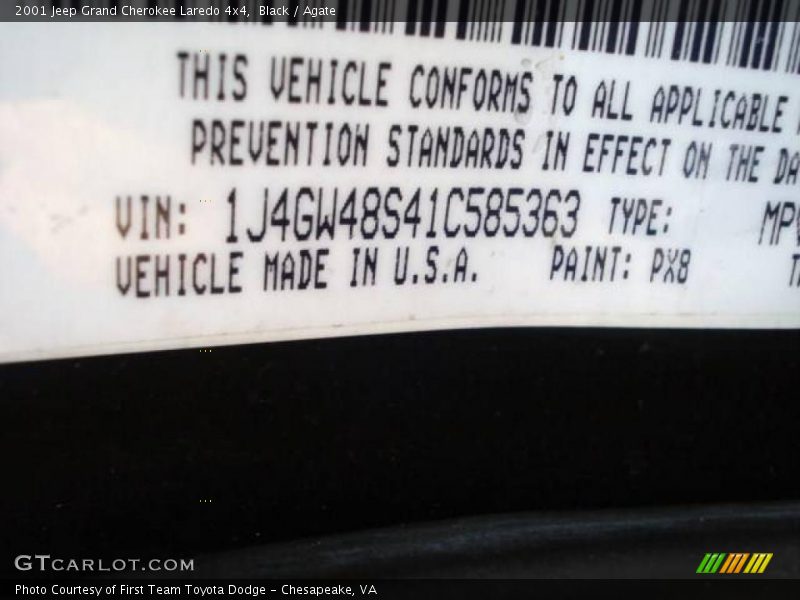 2001 Jeep Grand Cherokee Laredo 4x4, Black / Agate
THIS VEHICLE CONFORMS TO ALL APPLICABLE
PREVENTION STANDARDS IN EFFECT ON THE DA
VIN: 1J4GW48S41C585363 TYPE: MPV
VEHICLE MADE IN U.S.A. PAINT: PX8
GTCARLOT.COM
Photo Courtesy of First Team Toyota Dodge - Chesapeake, VA